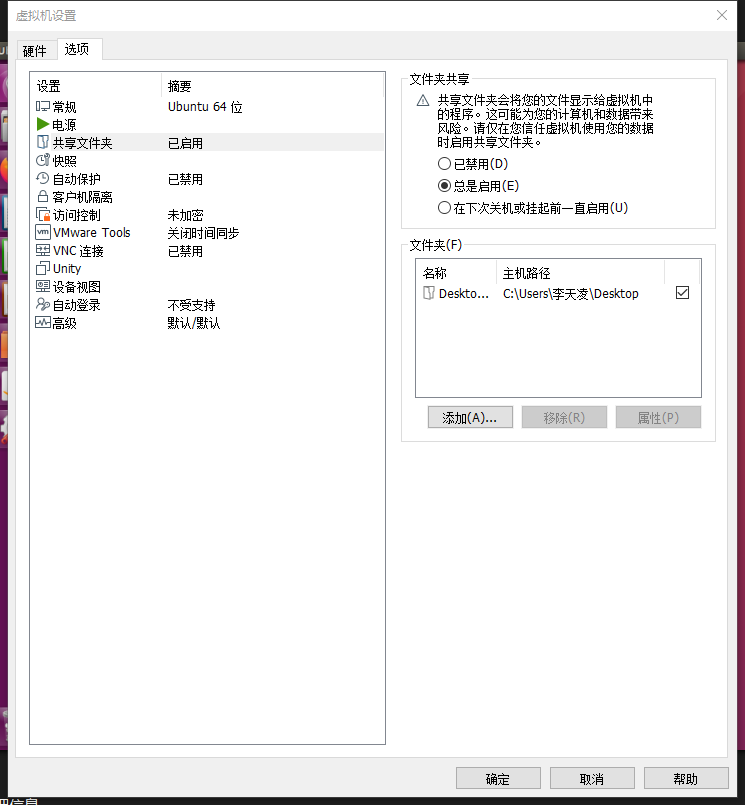 虚拟机设置
硬件 选项
设置 摘要
常规 Ubuntu 64 位
电源
共享文件夹 已启用
快照
自动保护 已禁用
客户机隔离
访问控制 未加密
VMware Tools 关闭时间同步
VNC 连接 已禁用
Unity
设备视图
自动登录 不受支持
高级 默认/默认
文件夹共享
共享文件夹会将您的文件显示给虚拟机中
的程序。这可能为您的计算机和数据带来
风险。请仅在您信任虚拟机使用您的数据
时启用共享文件夹。
已禁用(D)
总是启用(E)
在下次关机或挂起前一直启用(U)
文件夹(F)
名称 主机路径
Deskto... C:\Users\李天凌\Desktop
添加(A)... 移除(R) 属性(P)
确定 取消 帮助